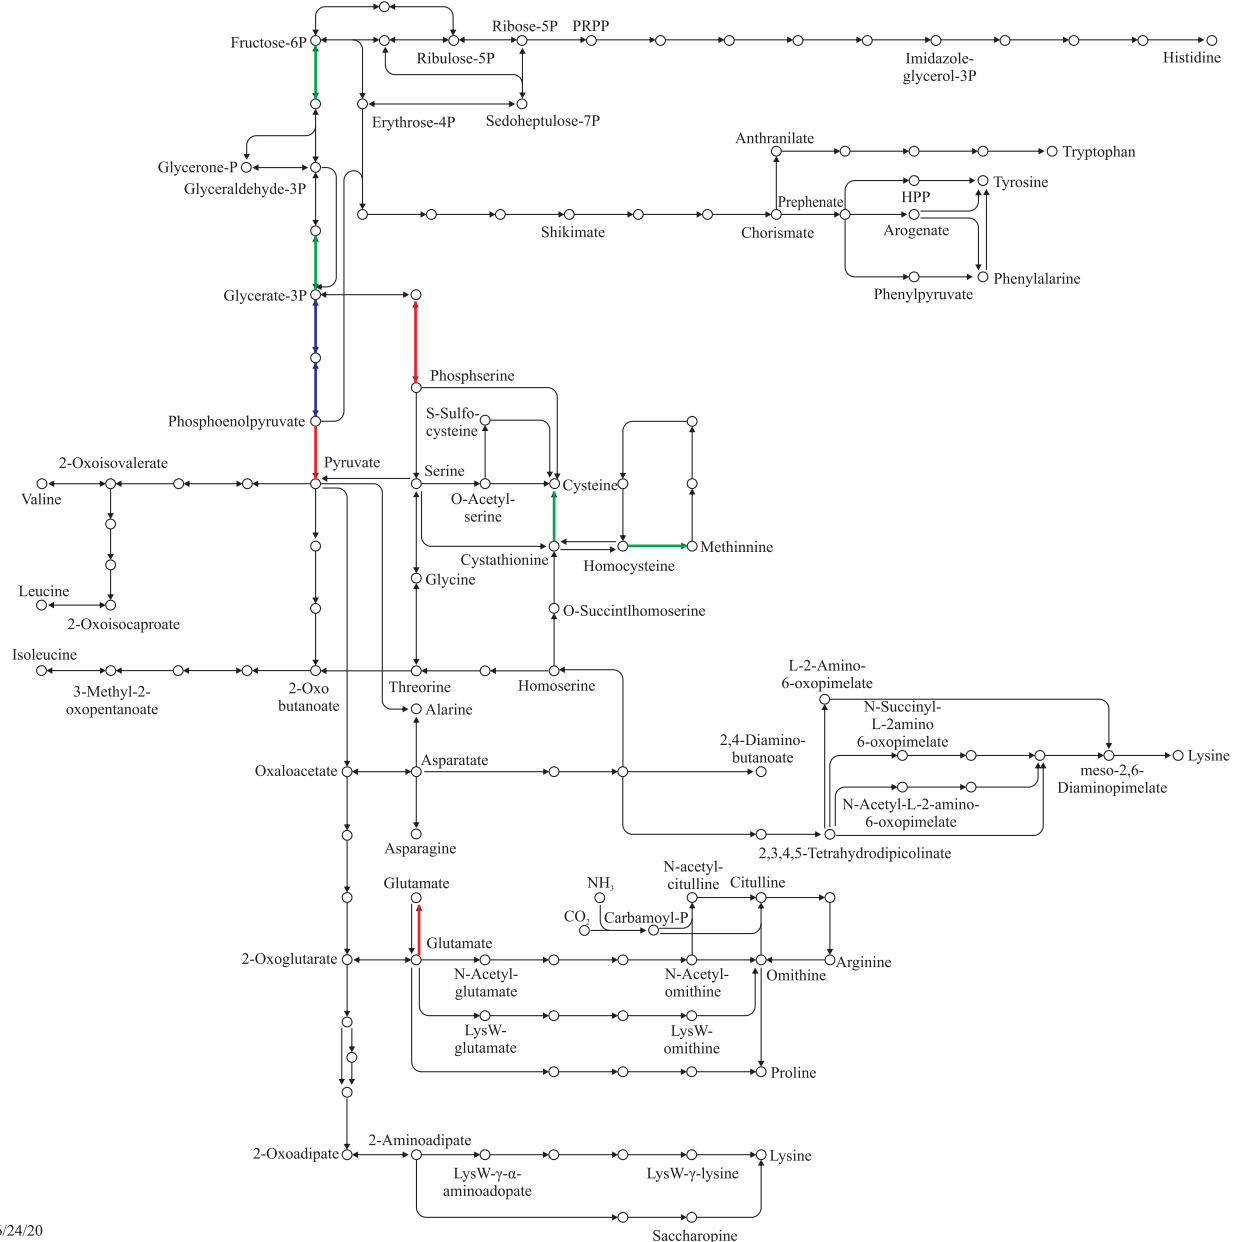 Ribose-5P
PRPP
Fructose-6P
Ribulose-5P
Imidazole-
glycerol-3P
Histidine
Erythrose-4P
Sedoheptulose-7P
Anthranilate
Tryptophan
Glycerone-P
Glyceraldehyde-3P
Tyrosine
HPP
Prephenate
Shikimate
Chorismate
Arogenate
Phenylalarine
Phenylpyruvate
Glycerate-3P
Phosphserine
Phosphoenolpyruvate
S-Sulfo-
cysteine
2-Oxoisovalerate
Pyruvate
Serine
Valine
O-Acetyl-
serine
Cysteine
Cystathionine
Homocysteine
Methinnine
Glycine
Leucine
2-Oxoisocaproate
O-Succintlhomoserine
Isoleucine
3-Methyl-2-
oxopentanoate
2-Oxo
butanoate
Threorine
Homoserine
L-2-Amino-
6-oxopimelate
Alarine
N-Succinyl-
L-2amino
6-oxopimelate
2,4-Diamino-
butanoate
Oxaloacetate
Asparatate
Lysine
meso-2,6-
Diaminopimelate
N-Acetyl-L-2-amino-
6-oxopimelate
Asparagine
2,3,4,5-Tetrahydrodipicolinate
Glutamate
NH3
N-acetyl-
citulline
Citulline
CO2
Carbamoyl-P
Glutamate
2-Oxoglutarate
N-Acetyl-
glutamate
N-Acetyl-
omithine
Omithine
Arginine
LysW-
glutamate
LysW-
omithine
Proline
2-Aminoadipate
2-Oxoadipate
LysW-γ-α-
aminoadopate
LysW-γ-lysine
Lysine
Saccharopine
6/24/20